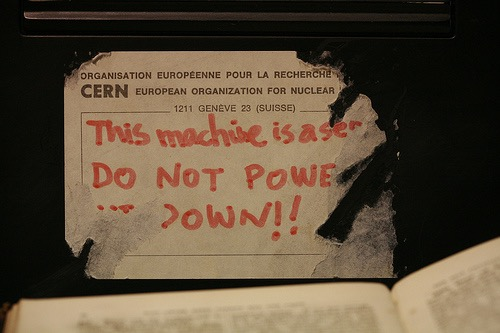 ORGANISATION EUROPÉENNE POUR LA RECHERCHE
CERN EUROPEAN ORGANIZATION FOR NUCLEAR
1211 GENÈVE 23 (SUISSE)
This machine is a ser
DO NOT POWE
DOWN!!